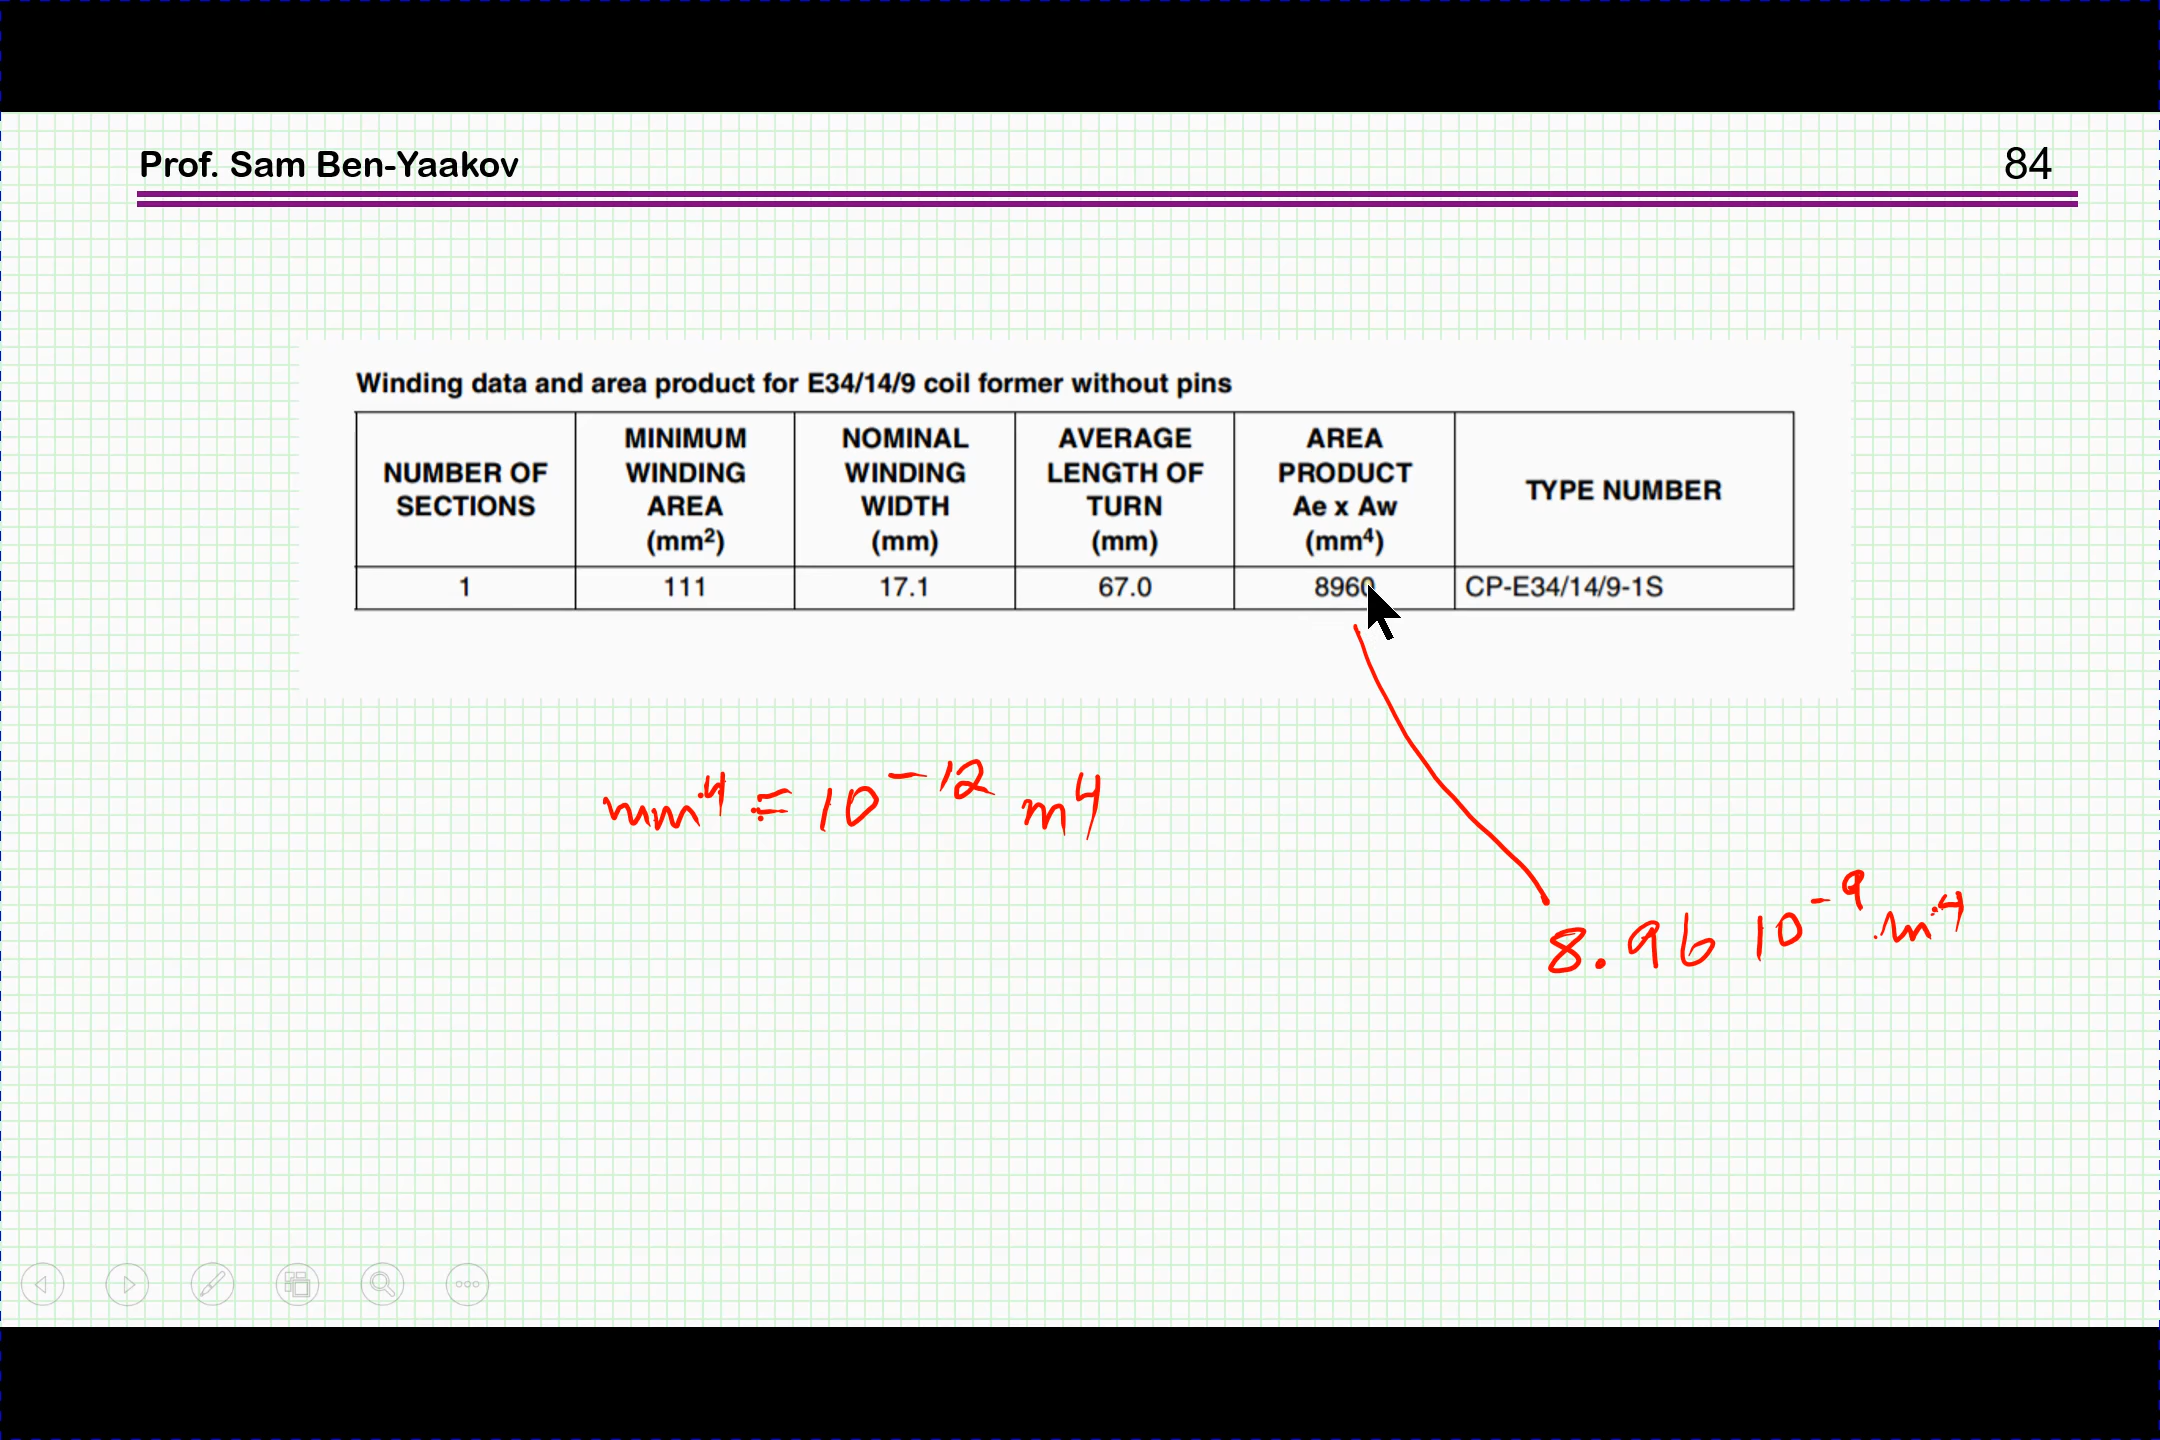 Prof. Sam Ben-Yaakov 84
Winding data and area product for E34/14/9 coil former without pins
NUMBER OF SECTIONS
MINIMUM WINDING AREA (mm²)
NOMINAL WINDING WIDTH (mm)
AVERAGE LENGTH OF TURN (mm)
AREA PRODUCT Ae x Aw (mm⁴)
TYPE NUMBER
1 111 17.1 67.0 8960 CP-E34/14/9-1S
mm⁴ = 10⁻¹² m⁴
8.96 10⁻⁹ m⁴